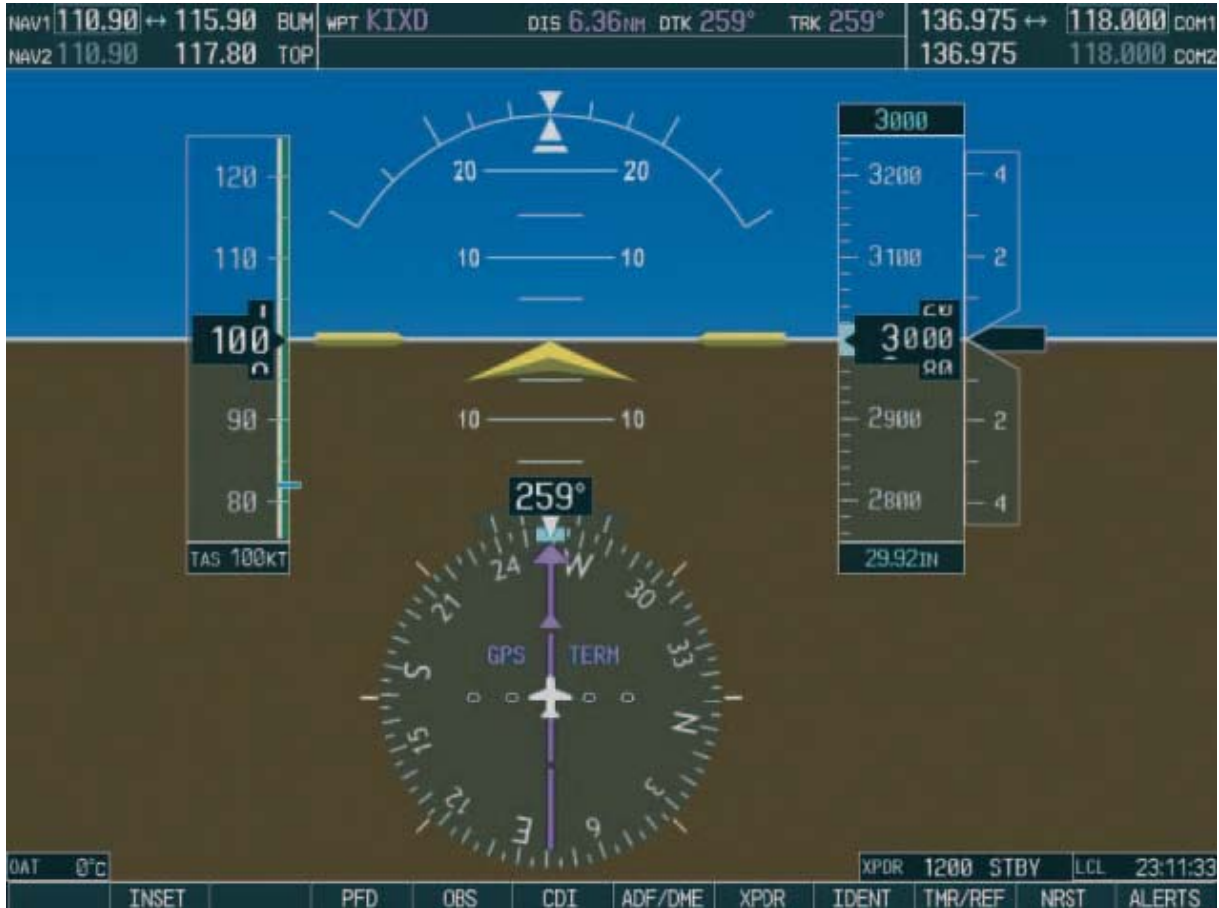 NAV1 110.90 ↔ 115.90 BUM WPT KIXD DIS 6.36NM DTK 259° TRK 259° 136.975 ↔ 118.000 COM1
NAV2 110.90 117.80 TOP 136.975 118.000 COM2
3000
20 20
120
3200
4
110
10 10
3100
2
100
3000
80
90
10 10
2900
2
80
259°
2800
4
TAS 100KT
29.92IN
24 W
21 30
GPS TERM
S 33
15 N
12 3
E 6
OAT 0°C
XPDR 1200 STBY LCL 23:11:33
INSET PFD OBS CDI ADF/DME XPDR IDENT TMR/REF NRST ALERTS